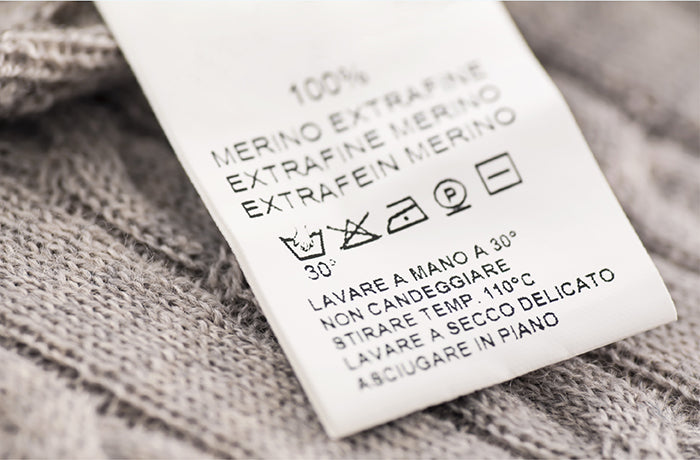 100%
MERINO EXTRAFINE
EXTRAFINE MERINO
EXTRAFEIN MERINO
P
30°
LAVARE A MANO A 30°
NON CANDEGGIARE
STIRARE TEMP. 110°C
LAVARE A SECCO DELICATO
ASCIUGARE IN PIANO